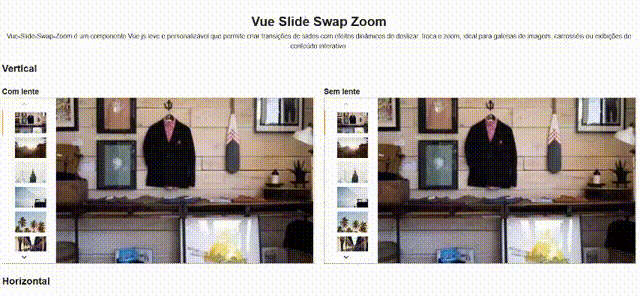 Vue Slide Swap Zoom
Vue-Slide-Swap-Zoom é um componente Vue.js leve e personalizável que permite criar transições de slides com efeitos dinâmicos de deslizar, troca e zoom, ideal para galerias de imagem, carrosséis ou exibições de
conteúdo interativo
Vertical
Com lente
Sem lente
Horizontal